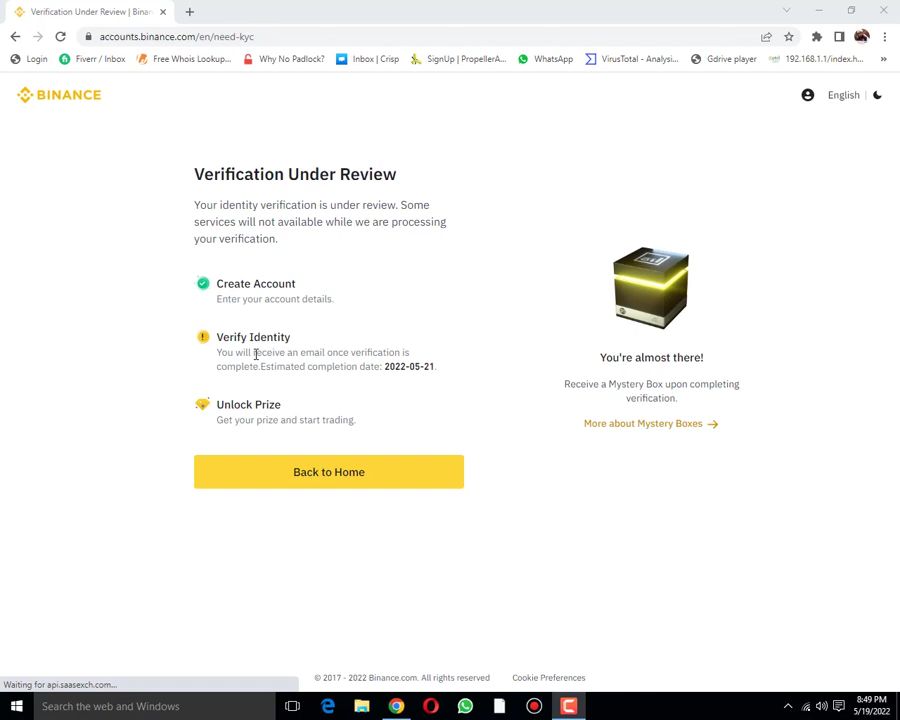 Verification Under Review | Binan
accounts.binance.com/en/need-kyc
Login
Fiverr / Inbox
Free Whois Lookup...
Why No Padlock?
Inbox | Crisp
SignUp | PropellerA...
WhatsApp
VirusTotal - Analysi...
Gdrive player
192.168.1.1/index.h...
BINANCE
English
Verification Under Review
Your identity verification is under review. Some
services will not available while we are processing
your verification.
Create Account
Enter your account details.
Verify Identity
You will receive an email once verification is
complete.Estimated completion date: 2022-05-21.
Unlock Prize
Get your prize and start trading.
Back to Home
You're almost there!
Receive a Mystery Box upon completing
verification.
More about Mystery Boxes
© 2017 - 2022 Binance.com. All rights reserved
Cookie Preferences
Waiting for api.saasexch.com...
Search the web and Windows
8:49 PM
5/19/2022